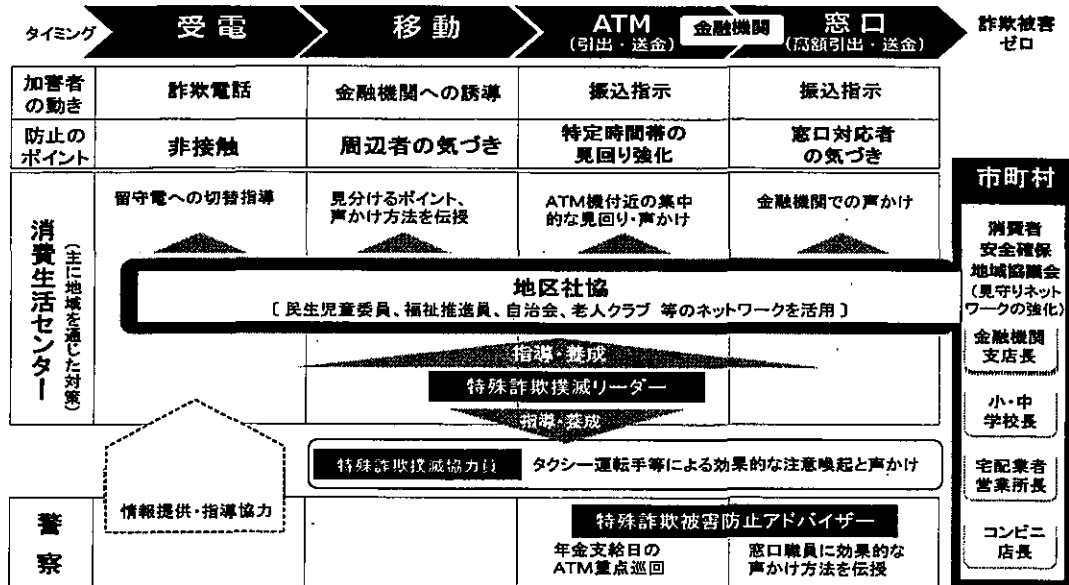 タイミング
受電
移動
ATM
(引出・送金)
金融機関
窓口
(高額引出・送金)
詐欺被害
ゼロ
加害者
の動き
詐欺電話
金融機関への誘導
振込指示
振込指示
防止の
ポイント
非接触
周辺者の気づき
特定時間帯の
見回り強化
窓口対応者
の気づき
消費生活センター
(主に地域を通じた対策)
留守電への切替指導
見分けるポイント、
声かけ方法を伝授
ATM機付近の集中
的な見回り・声かけ
金融機関での声かけ
地区社協
〔 民生児童委員、福祉推進員、自治会、老人クラブ 等のネットワークを活用 〕
指導・養成
特殊詐欺撲滅リーダー
指導・養成
特殊詐欺撲滅協力員
タクシー運転手等による効果的な注意喚起と声かけ
情報提供・指導協力
警察
特殊詐欺被害防止アドバイザー
年金支給日の
ATM重点巡回
窓口職員に効果的な
声かけ方法を伝授
市町村
消費者
安全確保
地域協議会
(見守りネット
ワークの強化)
金融機関
支店長
小・中
学校長
宅配業者
営業所長
コンビニ
店長